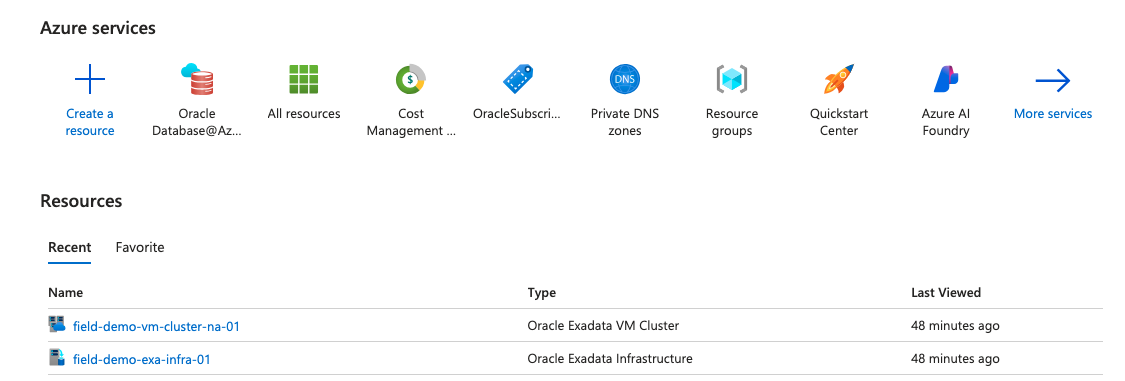 Azure services
Create a
resource
Oracle
Database@Az...
All resources
$
Cost
Management ...
OracleSubscri...
DNS
Private DNS
zones
Resource
groups
Quickstart
Center
Azure AI
Foundry
More services
Resources
Recent Favorite
Name Type Last Viewed
field-demo-vm-cluster-na-01 Oracle Exadata VM Cluster 48 minutes ago
field-demo-exa-infra-01 Oracle Exadata Infrastructure 48 minutes ago